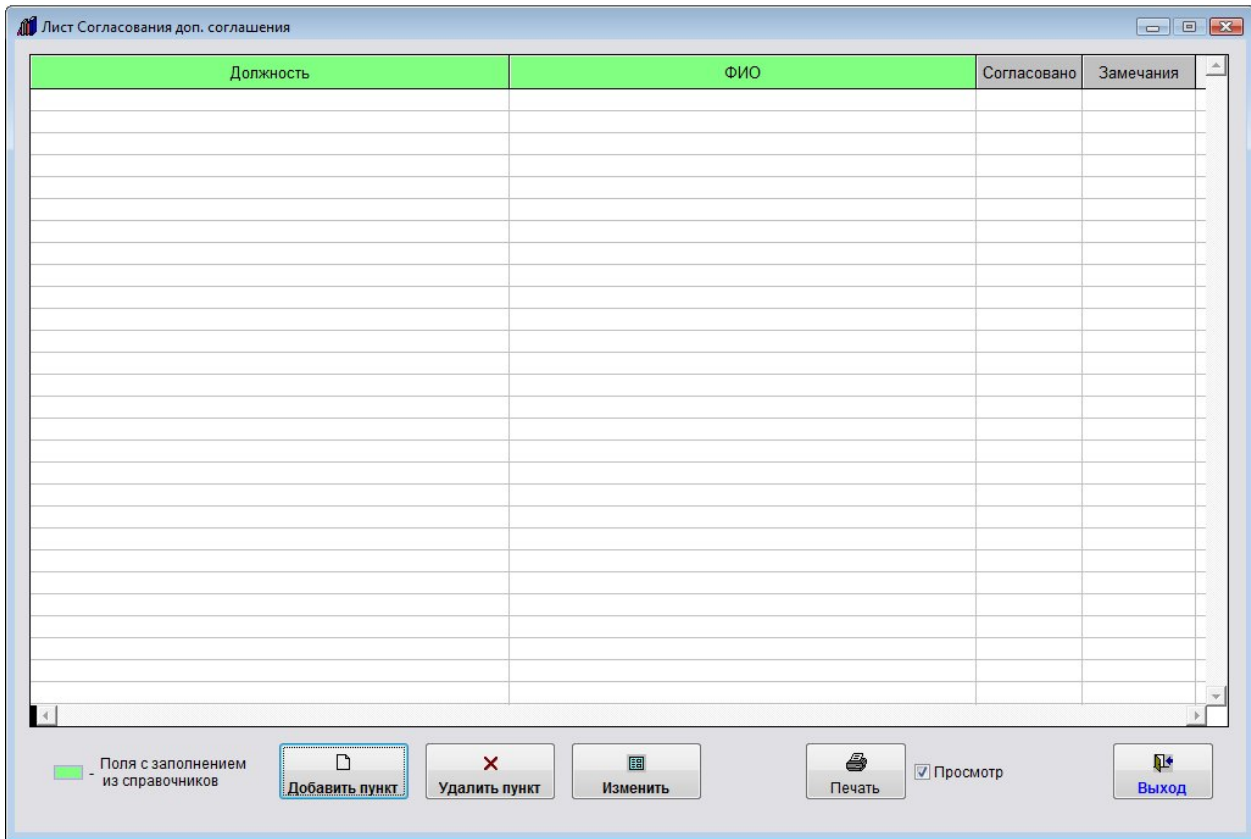 Лист Согласования доп. соглашения
Должность ФИО Согласовано Замечания
- Поля с заполнением
из справочников
Добавить пункт Удалить пункт Изменить Печать Просмотр Выход